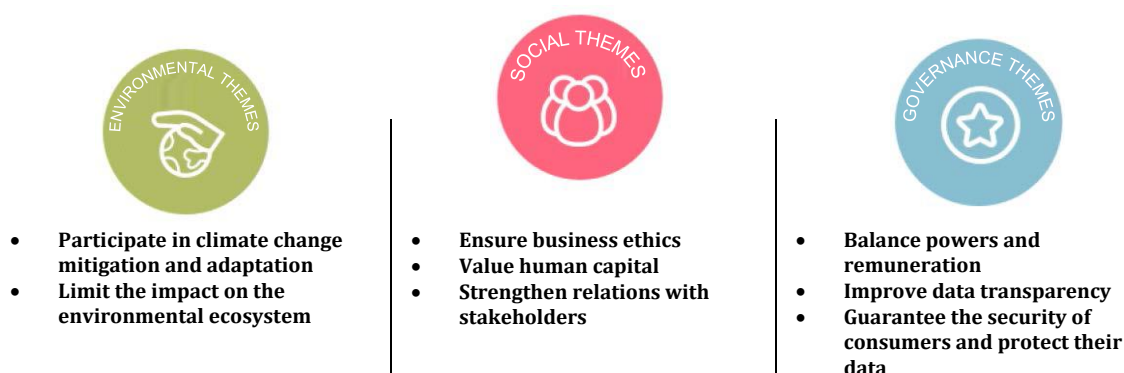 ENVIRONMENTAL THEMES
• Participate in climate change
mitigation and adaptation
• Limit the impact on the
environmental ecosystem
SOCIAL THEMES
• Ensure business ethics
• Value human capital
• Strengthen relations with
stakeholders
GOVERNANCE THEMES
• Balance powers and
remuneration
• Improve data transparency
• Guarantee the security of
consumers and protect their
data